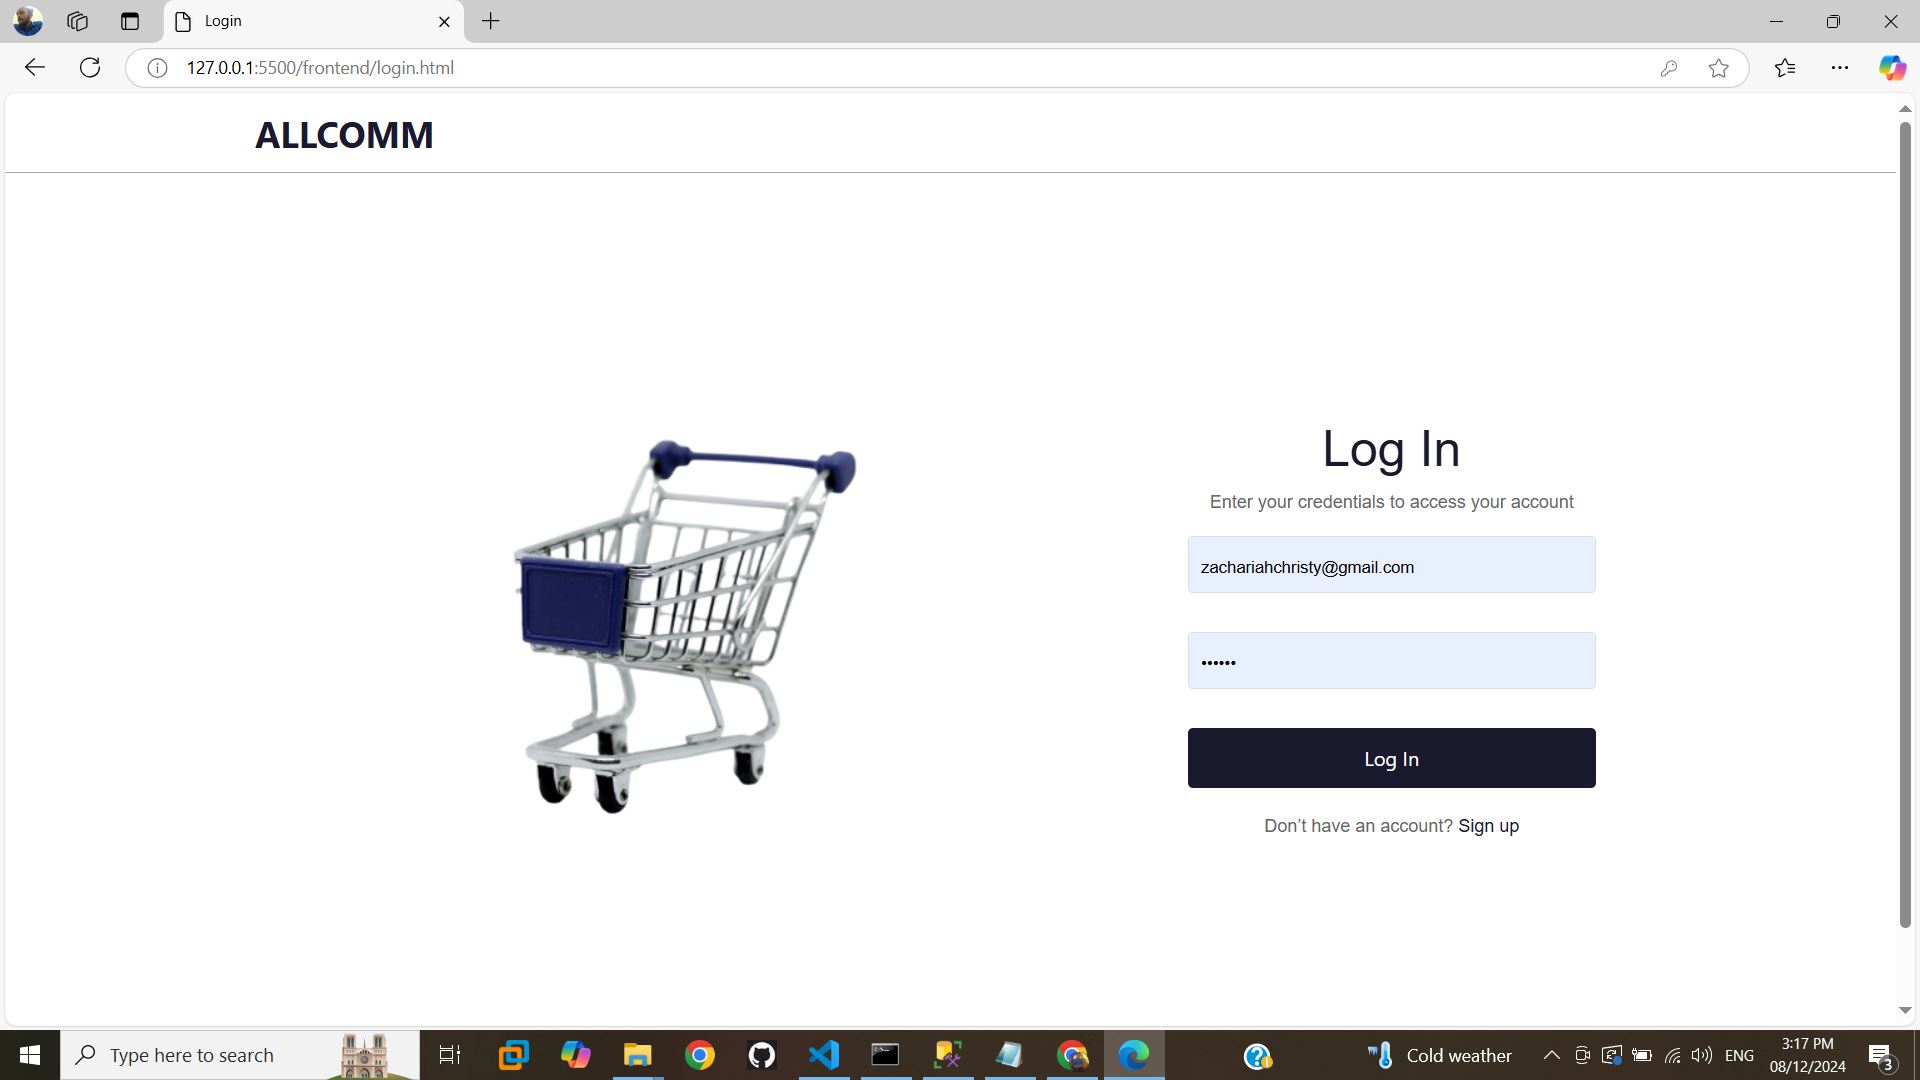 Login
127.0.0.1:5500/frontend/login.html
ALLCOMM
Log In
Enter your credentials to access your account
zachariahchristy@gmail.com
••••••
Log In
Don’t have an account? Sign up
Type here to search
Cold weather
ENG
3:17 PM
08/12/2024
3